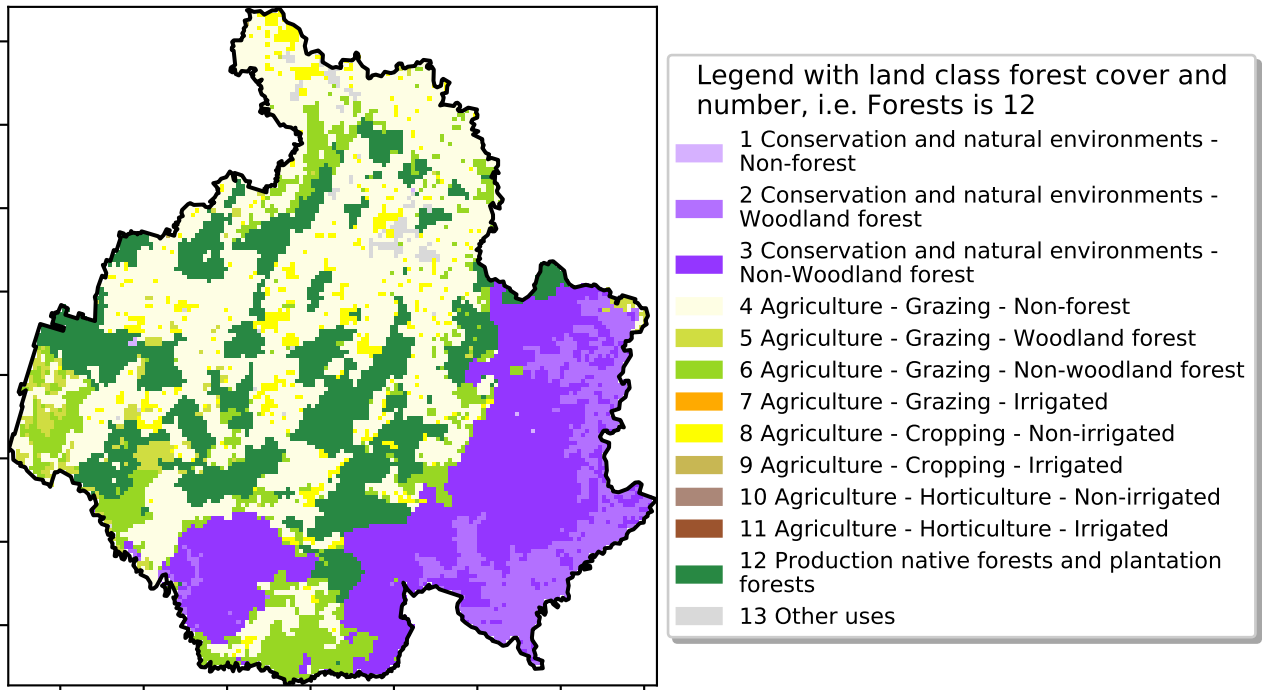 Legend with land class forest cover and
number, i.e. Forests is 12
1 Conservation and natural environments -
Non-forest
2 Conservation and natural environments -
Woodland forest
3 Conservation and natural environments -
Non-Woodland forest
4 Agriculture - Grazing - Non-forest
5 Agriculture - Grazing - Woodland forest
6 Agriculture - Grazing - Non-woodland forest
7 Agriculture - Grazing - Irrigated
8 Agriculture - Cropping - Non-irrigated
9 Agriculture - Cropping - Irrigated
10 Agriculture - Horticulture - Non-irrigated
11 Agriculture - Horticulture - Irrigated
12 Production native forests and plantation
forests
13 Other uses